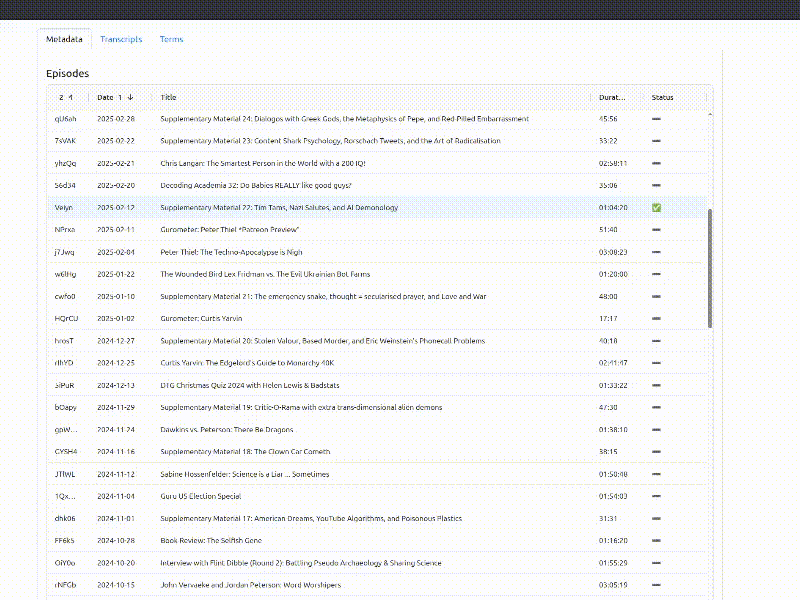 Metadata Transcripts Terms
Episodes
2 4 Date 1 ↓ Title Durat... Status
qU6ah 2025-02-28 Supplementary Material 24: Dialogos with Greek Gods, the Metaphysics of Pepe, and Red-Pilled Embarrassment 45:56 ➖
7sVAK 2025-02-22 Supplementary Material 23: Content Shark Psychology, Rorschach Tweets, and the Art of Radicalisation 33:22 ➖
yhzQq 2025-02-21 Chris Langan: The Smartest Person in the World with a 200 IQ! 02:58:11 ➖
S6d34 2025-02-20 Decoding Academia 32: Do Babies REALLY like good guys? 35:06 ➖
Veiyn 2025-02-12 Supplementary Material 22: Tim Tams, Nazi Salutes, and AI Demonology 01:04:20 ✅
NPrxa 2025-02-11 Gurometer: Peter Thiel *Patreon Preview* 51:40 ➖
j7Jwq 2025-02-04 Peter Thiel: The Techno-Apocalypse is Nigh 03:08:23 ➖
w6lHg 2025-01-22 The Wounded Bird Lex Fridman vs. The Evil Ukrainian Bot Farms 01:20:00 ➖
cwfo0 2025-01-10 Supplementary Material 21: The emergency snake, thought = secularised prayer, and Love and War 48:00 ➖
HQrCU 2025-01-02 Gurometer: Curtis Yarvin 17:17 ➖
hrosT 2024-12-27 Supplementary Material 20: Stolen Valour, Based Murder, and Eric Weinstein's Phonecall Problems 40:18 ➖
rlhYD 2024-12-25 Curtis Yarvin: The Edgelord's Guide to Monarchy 40K 02:41:47 ➖
5iPuR 2024-12-13 DTG Christmas Quiz 2024 with Helen Lewis & Badstats 01:33:22 ➖
bOapy 2024-11-29 Supplementary Material 19: Critic-O-Rama with extra trans-dimensional alien demons 47:30 ➖
gpW... 2024-11-24 Dawkins vs. Peterson: There Be Dragons 01:38:10 ➖
GYSH4 2024-11-16 Supplementary Material 18: The Clown Car Cometh 38:15 ➖
JTlWL 2024-11-12 Sabine Hossenfelder: Science is a Liar ... Sometimes 01:50:48 ➖
1Qx... 2024-11-04 Guru US Election Special 01:54:03 ➖
dhk06 2024-11-01 Supplementary Material 17: American Dreams, YouTube Algorithms, and Poisonous Plastics 31:31 ➖
FF6k5 2024-10-28 Book Review: The Selfish Gene 01:16:20 ➖
OiY0o 2024-10-20 Interview with Flint Dibble (Round 2): Battling Pseudo Archaeology & Sharing Science 01:55:29 ➖
rNFGb 2024-10-15 John Vervaeke and Jordan Peterson: Word Worshipers 03:05:19 ➖